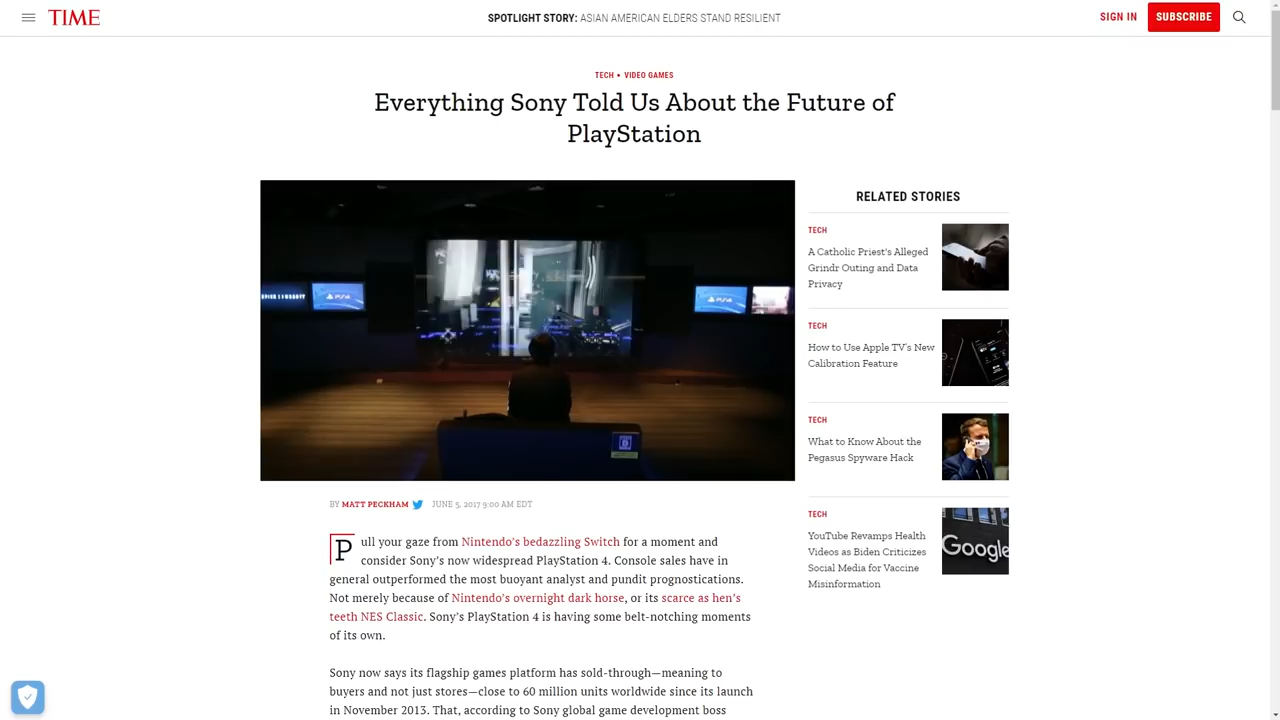 TIME
SPOTLIGHT STORY: ASIAN AMERICAN ELDERS STAND RESILIENT
SIGN IN
SUBSCRIBE
TECH • VIDEO GAMES
Everything Sony Told Us About the Future of
PlayStation
PS4
PS4
BY MATT PECKHAM JUNE 5, 2017 9:00 AM EDT
Pull your gaze from Nintendo's bedazzling Switch for a moment and
consider Sony's now widespread PlayStation 4. Console sales have in
general outperformed the most buoyant analyst and pundit prognostications.
Not merely because of Nintendo's overnight dark horse, or its scarce as hen's
teeth NES Classic. Sony's PlayStation 4 is having some belt-notching moments
of its own.
Sony now says its flagship games platform has sold-through—meaning to
buyers and not just stores—close to 60 million units worldwide since its launch
in November 2013. That, according to Sony global game development boss
RELATED STORIES
TECH
A Catholic Priest's Alleged
Grindr Outing and Data
Privacy
TECH
How to Use Apple TV's New
Calibration Feature
TECH
What to Know About the
Pegasus Spyware Hack
TECH
YouTube Revamps Health
Videos as Biden Criticizes
Social Media for Vaccine
Misinformation
Google